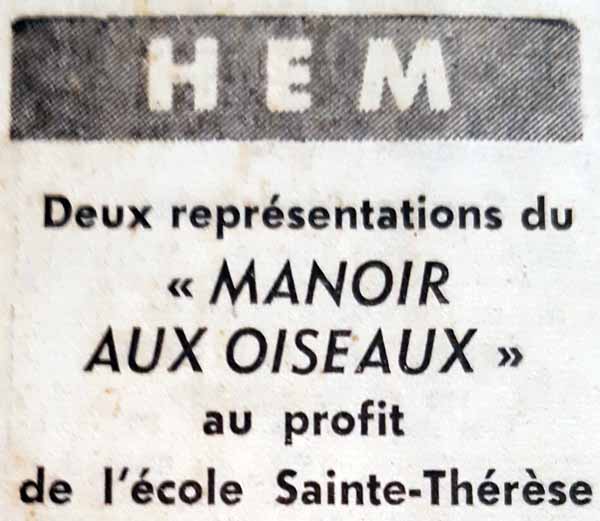 HEM
Deux représentations du
« MANOIR
AUX OISEAUX »
au profit
de l'école Sainte-Thérèse